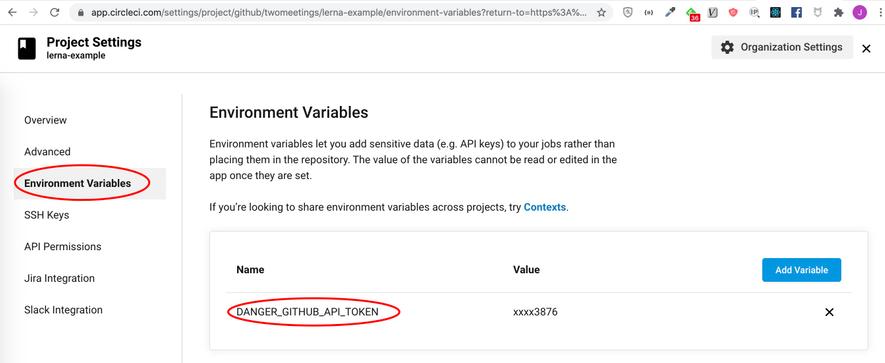 app.circleci.com/settings/project/github/twomeetings/lerna-example/environment-variables?return-to=https%3A%...
36
J
Project Settings
lerna-example
Organization Settings
Overview
Advanced
Environment Variables
SSH Keys
API Permissions
Jira Integration
Slack Integration
Environment Variables
Environment variables let you add sensitive data (e.g. API keys) to your jobs rather than
placing them in the repository. The value of the variables cannot be read or edited in the
app once they are set.
If you're looking to share environment variables across projects, try Contexts.
Name Value Add Variable
DANGER_GITHUB_API_TOKEN xxxx3876